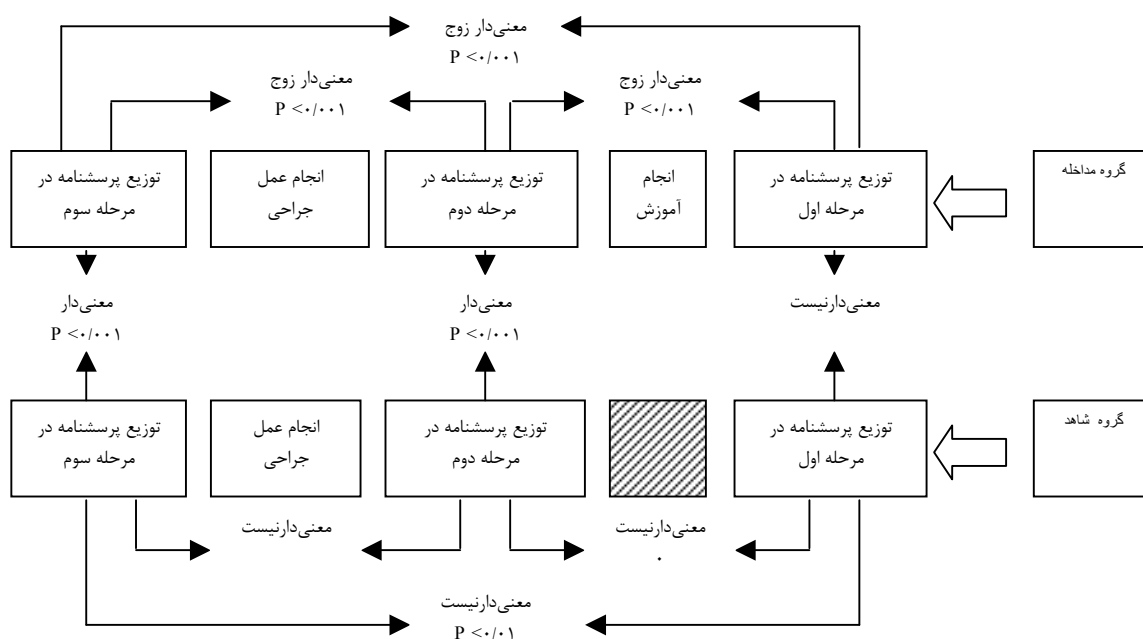 معنی‌دار زوج
P <۰/۰۰۱
معنی‌دار زوج
P <۰/۰۰۱
معنی‌دار زوج
P <۰/۰۰۱
گروه مداخله
توزیع پرسشنامه در
مرحله اول
انجام
آموزش
توزیع پرسشنامه در
مرحله دوم
انجام عمل
جراحی
توزیع پرسشنامه در
مرحله سوم
معنی‌دارنیست
معنی‌دار
P <۰/۰۰۱
معنی‌دار
P <۰/۰۰۱
گروه شاهد
توزیع پرسشنامه در
مرحله اول
توزیع پرسشنامه در
مرحله دوم
انجام عمل
جراحی
توزیع پرسشنامه در
مرحله سوم
معنی‌دارنیست
۰
معنی‌دارنیست
معنی‌دارنیست
P <۰/۰۱